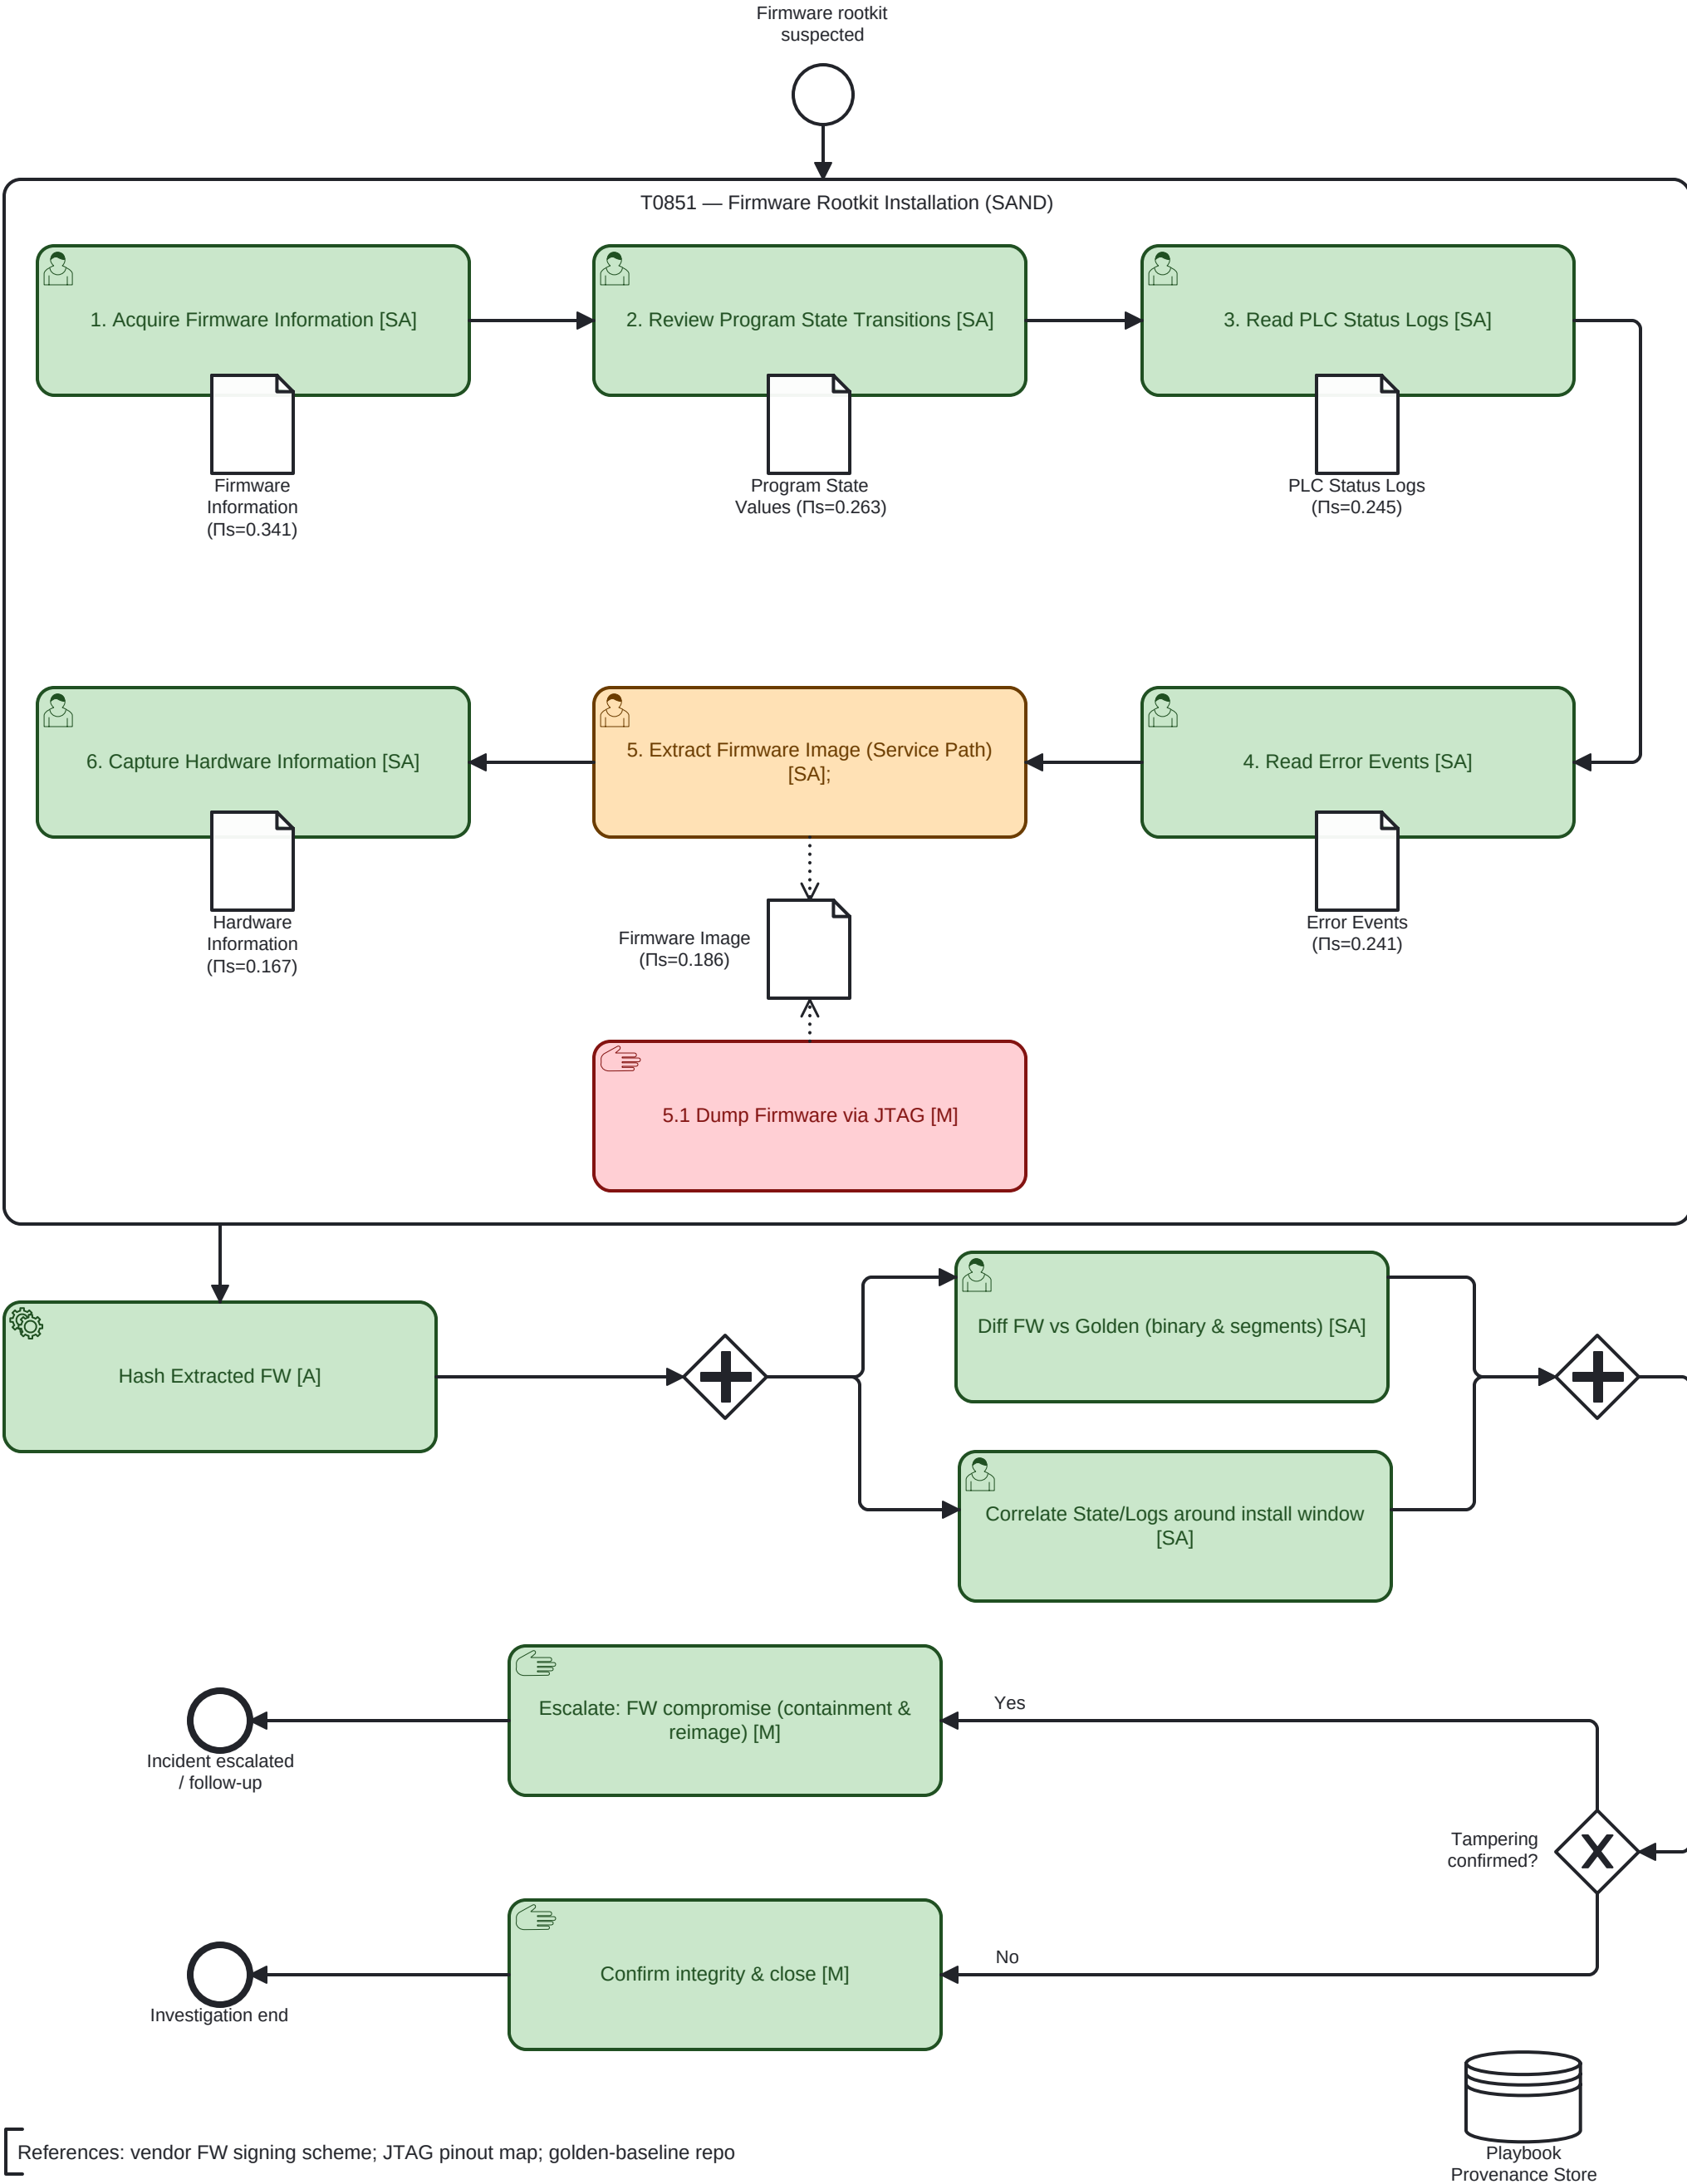 Firmware rootkit
suspected
T0851 — Firmware Rootkit Installation (SAND)
1. Acquire Firmware Information [SA]
2. Review Program State Transitions [SA]
3. Read PLC Status Logs [SA]
Firmware
Information
(Πs=0.341)
Program State
Values (Πs=0.263)
PLC Status Logs
(Πs=0.245)
6. Capture Hardware Information [SA]
5. Extract Firmware Image (Service Path)
[SA];
4. Read Error Events [SA]
Hardware
Information
(Πs=0.167)
Firmware Image
(Πs=0.186)
Error Events
(Πs=0.241)
5.1 Dump Firmware via JTAG [M]
Hash Extracted FW [A]
Diff FW vs Golden (binary & segments) [SA]
Correlate State/Logs around install window
[SA]
Escalate: FW compromise (containment &
reimage) [M]
Yes
Incident escalated
/ follow-up
Tampering
confirmed?
Confirm integrity & close [M]
No
Investigation end
References: vendor FW signing scheme; JTAG pinout map; golden-baseline repo
Playbook
Provenance Store